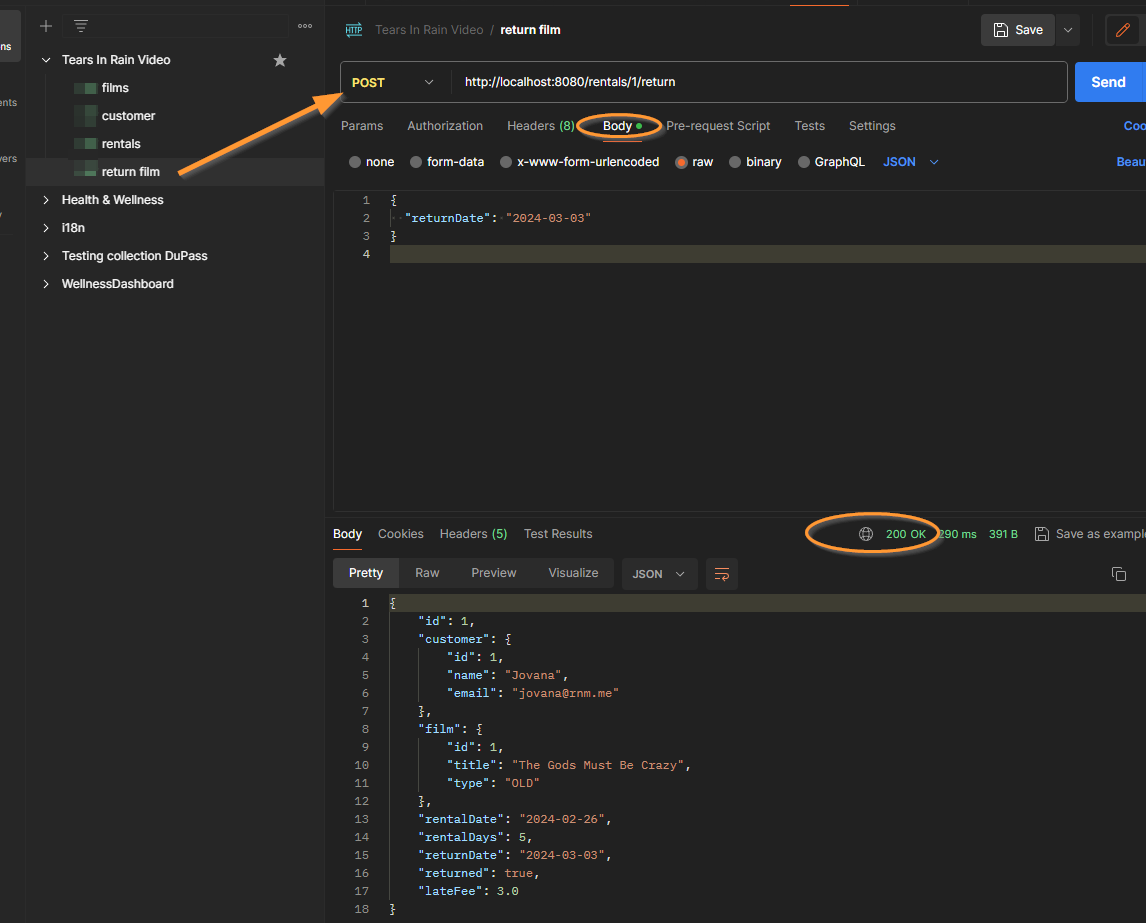 HTTP Tears In Rain Video / return film
Save
ns
Tears In Rain Video
films
customer
rentals
return film
Health & Wellness
i18n
Testing collection DuPass
WellnessDashboard
ents
vers
POST
http://localhost:8080/rentals/1/return
Send
Params Authorization Headers (8) Body Pre-request Script Tests Settings Coo
none form-data x-www-form-urlencoded raw binary GraphQL JSON Beau
1 {
2 "returnDate": "2024-03-03"
3 }
4
Body Cookies Headers (5) Test Results 200 OK 290 ms 391 B Save as example
Pretty Raw Preview Visualize JSON
1 {
2 "id": 1,
3 "customer": {
4 "id": 1,
5 "name": "Jovana",
6 "email": "jovana@rnm.me"
7 },
8 "film": {
9 "id": 1,
10 "title": "The Gods Must Be Crazy",
11 "type": "OLD"
12 },
13 "rentalDate": "2024-02-26",
14 "rentalDays": 5,
15 "returnDate": "2024-03-03",
16 "returned": true,
17 "lateFee": 3.0
18 }